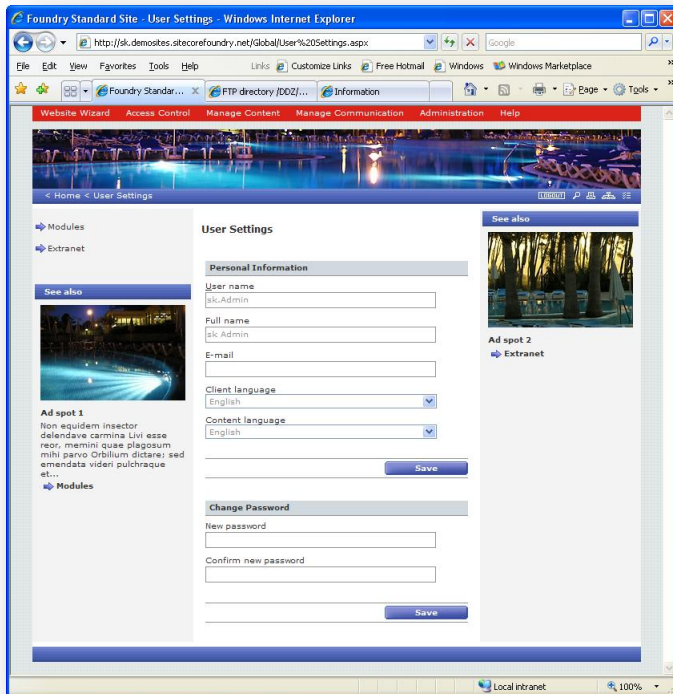 Foundry Standard Site - User Settings - Windows Internet Explorer
http://sk.demosites.sitecorefoundry.net/Global/User%20Settings.aspx
Google
File Edit View Favorites Tools Help
Links Customize Links Free Hotmail Windows Windows Marketplace
Foundry Standar... FTP directory /DDZ/... Information
Page Tools
Website Wizard Access Control Manage Content Manage Communication Administration Help
< Home < User Settings
LOGOUT
Modules
Extranet
See also
Ad spot 1
Non equidem insector
delendave carmina Livi esse
reor, memini quae plagosum
mihi parvo Orbilium dictare; sed
emendata videri pulchraque
et...
Modules
User Settings
Personal Information
User name
sk.Admin
Full name
sk Admin
E-mail
Client language
English
Content language
English
Save
Change Password
New password
Confirm new password
Save
See also
Ad spot 2
Extranet
Local intranet
100%